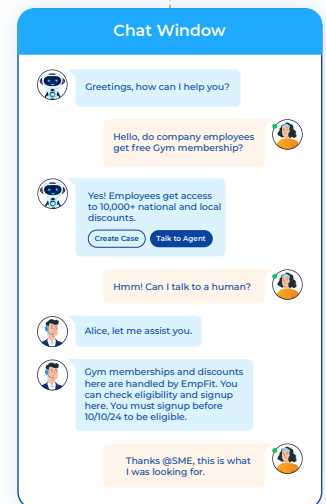 Chat Window
Greetings, how can I help you?
Hello, do company employees
get free Gym membership?
Yes! Employees get access
to 10,000+ national and local
discounts.
Create Case
Talk to Agent
Hmm! Can I talk to a human?
Alice, let me assist you.
Gym memberships and discounts
here are handled by EmpFit. You
can check eligibility and signup
here. You must signup before
10/10/24 to be eligible.
Thanks @SME, this is what
I was looking for.